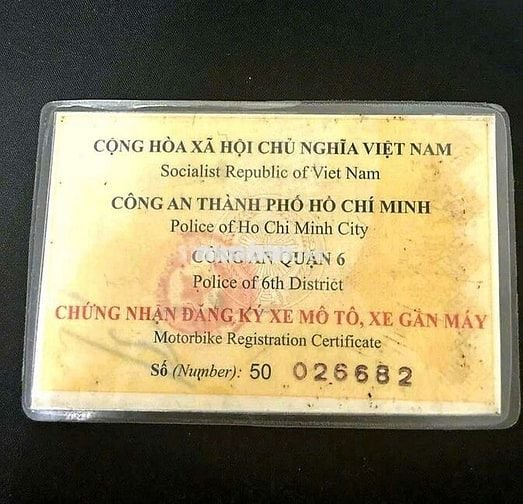 CỘNG HÒA XÃ HỘI CHỦ NGHĨA VIỆT NAM
Socialist Republic of Viet Nam
CÔNG AN THÀNH PHỐ HỒ CHÍ MINH
Police of Ho Chi Minh City
CÔNG AN QUẬN 6
Police of 6th District
CHỨNG NHẬN ĐĂNG KÝ XE MÔ TÔ, XE GẮN MÁY
Motorbike Registration Certificate
Số (Number): 50 026682